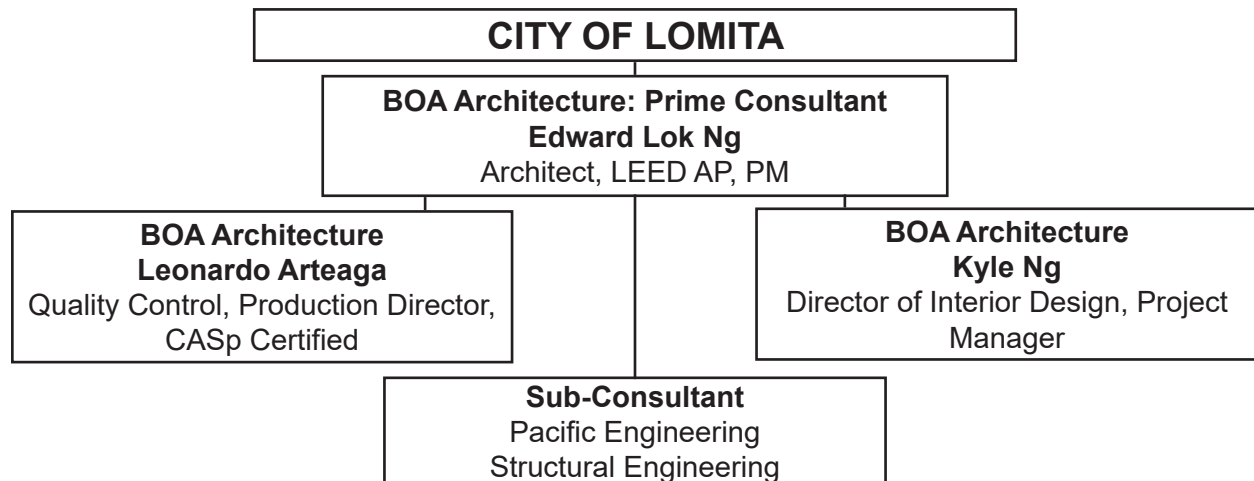 CITY OF LOMITA
BOA Architecture: Prime Consultant
Edward Lok Ng
Architect, LEED AP, PM
BOA Architecture
Leonardo Arteaga
Quality Control, Production Director,
CASp Certified
BOA Architecture
Kyle Ng
Director of Interior Design, Project
Manager
Sub-Consultant
Pacific Engineering
Structural Engineering